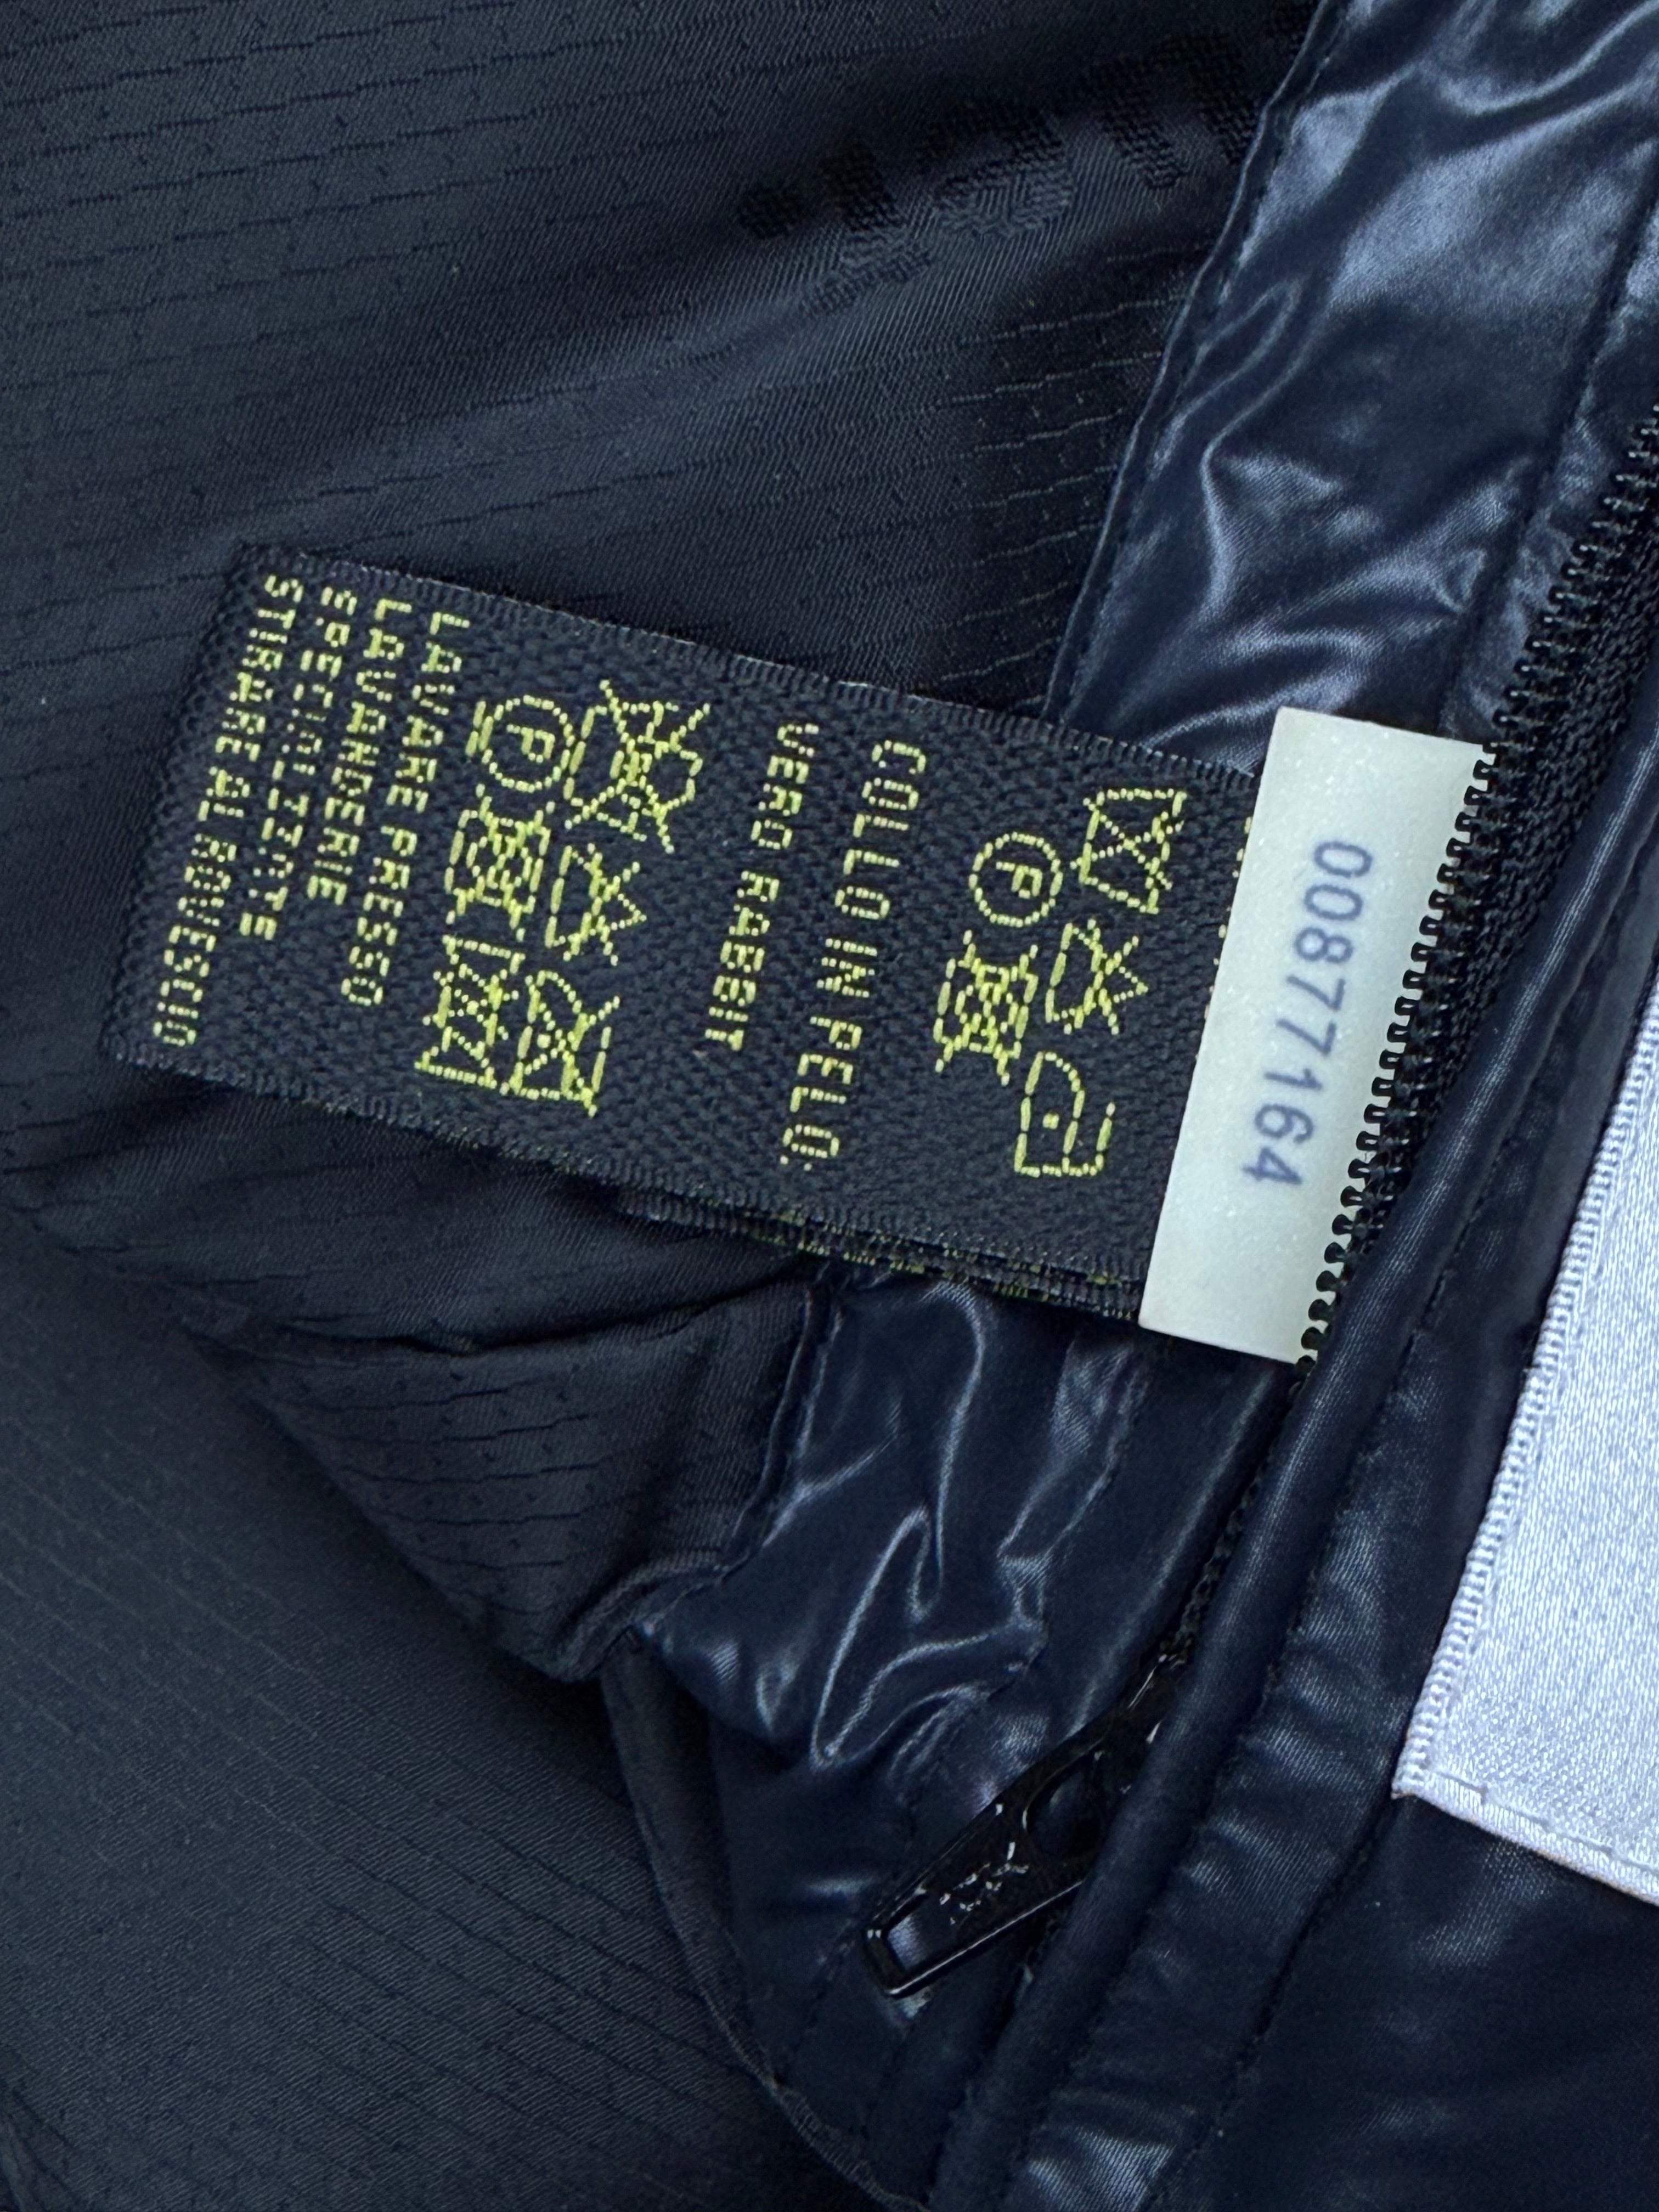 00877164
COLLO IN PELO:
VERO RABBIT
LAVARE PRESSO
LAVANDERIE
SPECIALIZZATE
STIRARE AL ROVESCIO